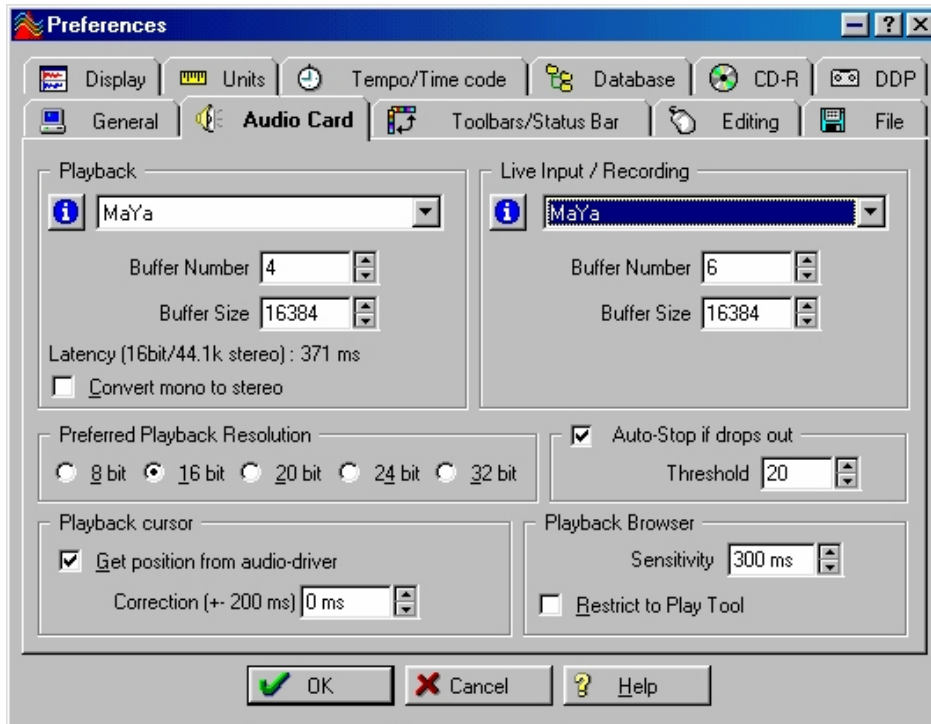 Preferences
Display Units Tempo/Time code Database CD-R DDP
General Audio Card Toolbars/Status Bar Editing File
Playback
MaYa
Buffer Number 4
Buffer Size 16384
Latency (16bit/44.1k stereo) : 371 ms
Convert mono to stereo
Live Input / Recording
MaYa
Buffer Number 6
Buffer Size 16384
Preferred Playback Resolution
8 bit 16 bit 20 bit 24 bit 32 bit
Auto-Stop if drops out
Threshold 20
Playback cursor
Get position from audio-driver
Correction (+- 200 ms) 0 ms
Playback Browser
Sensitivity 300 ms
Restrict to Play Tool
OK Cancel Help